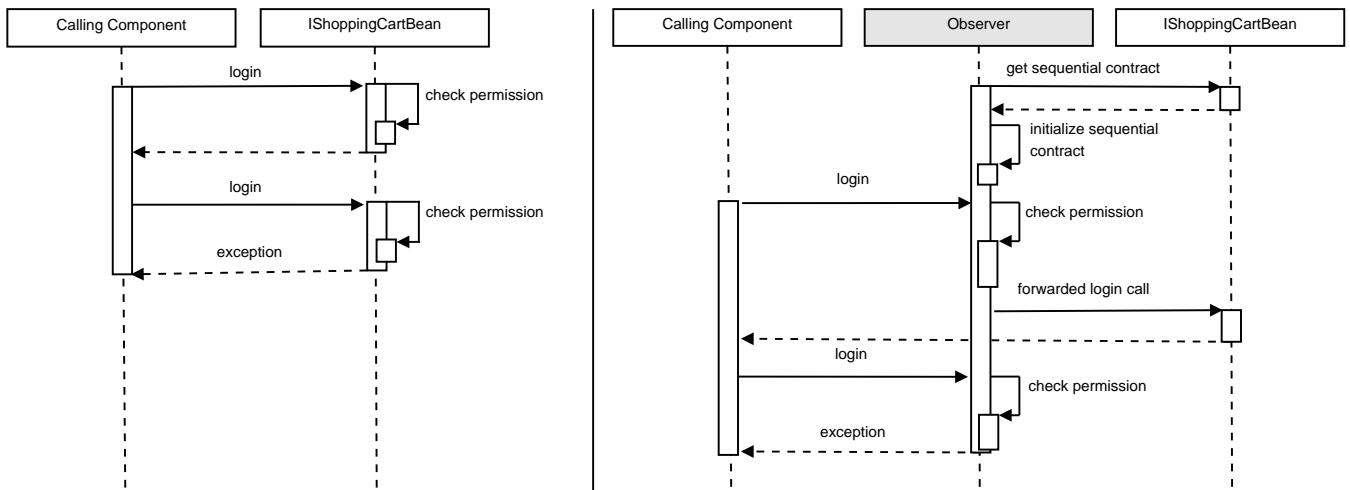 Calling Component
IShoppingCartBean
login
check permission
login
check permission
exception
Calling Component
Observer
IShoppingCartBean
get sequential contract
initialize sequential
contract
login
check permission
forwarded login call
login
check permission
exception